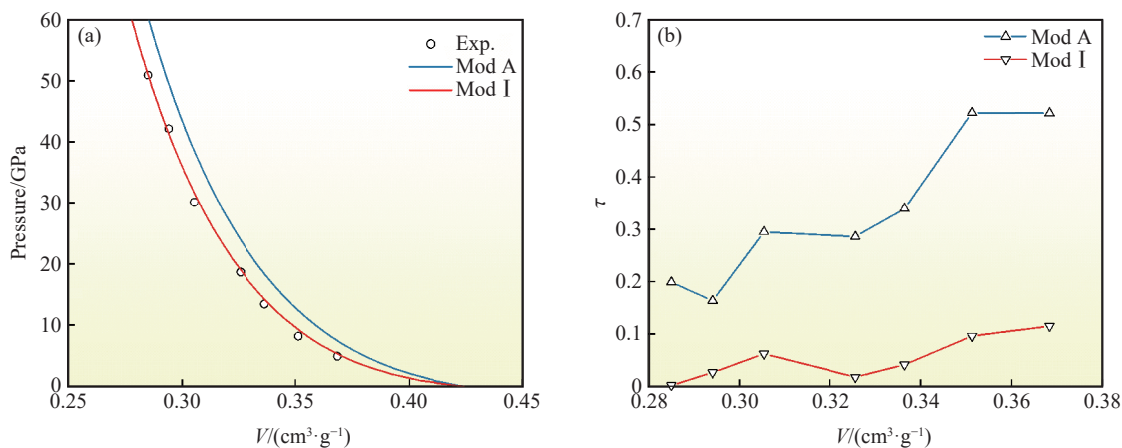 (a)
Exp.
Mod A
Mod Ⅰ
Pressure/GPa
60
50
40
30
20
10
0
0.25 0.30 0.35 0.40 0.45
V/(cm³·g⁻¹)
(b)
Mod A
Mod Ⅰ
τ
0.7
0.6
0.5
0.4
0.3
0.2
0.1
0
0.28 0.30 0.32 0.34 0.36 0.38
V/(cm³·g⁻¹)